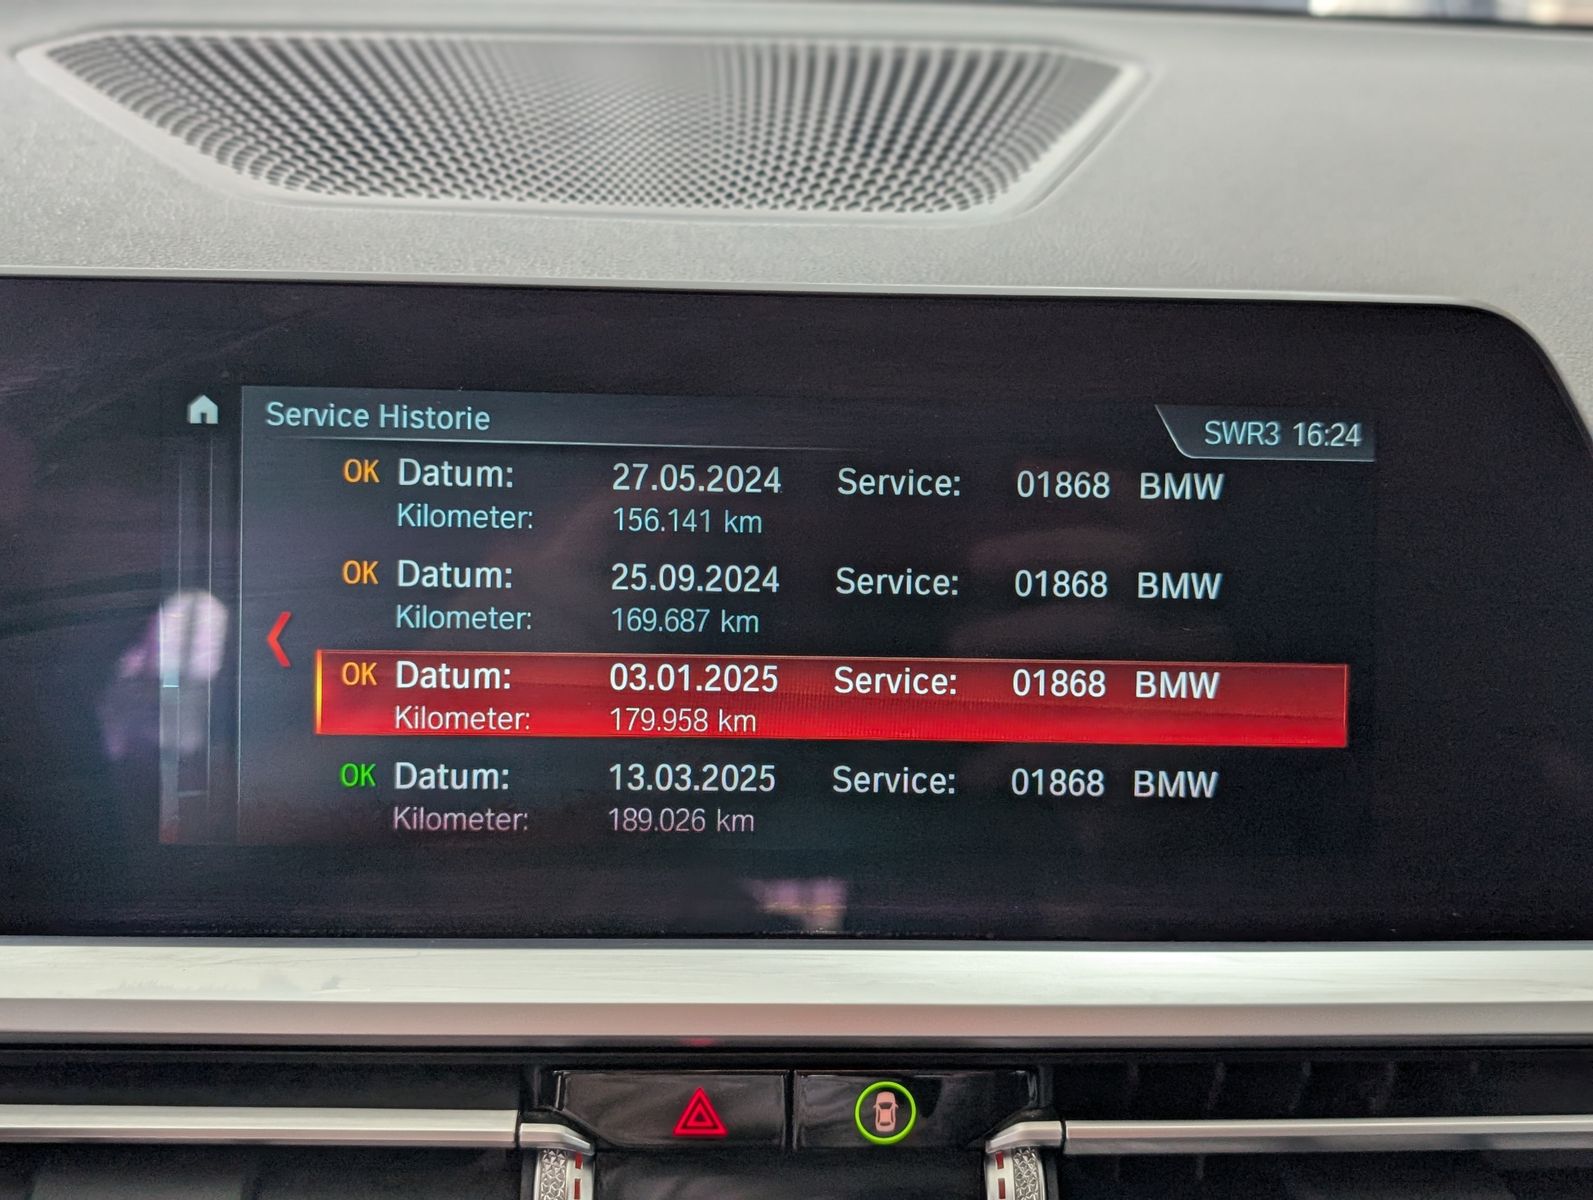 Service Historie
SWR3 16:24
OK Datum: 27.05.2024 Service: 01868 BMW
Kilometer: 156.141 km
OK Datum: 25.09.2024 Service: 01868 BMW
Kilometer: 169.687 km
OK Datum: 03.01.2025 Service: 01868 BMW
Kilometer: 179.958 km
OK Datum: 13.03.2025 Service: 01868 BMW
Kilometer: 189.026 km